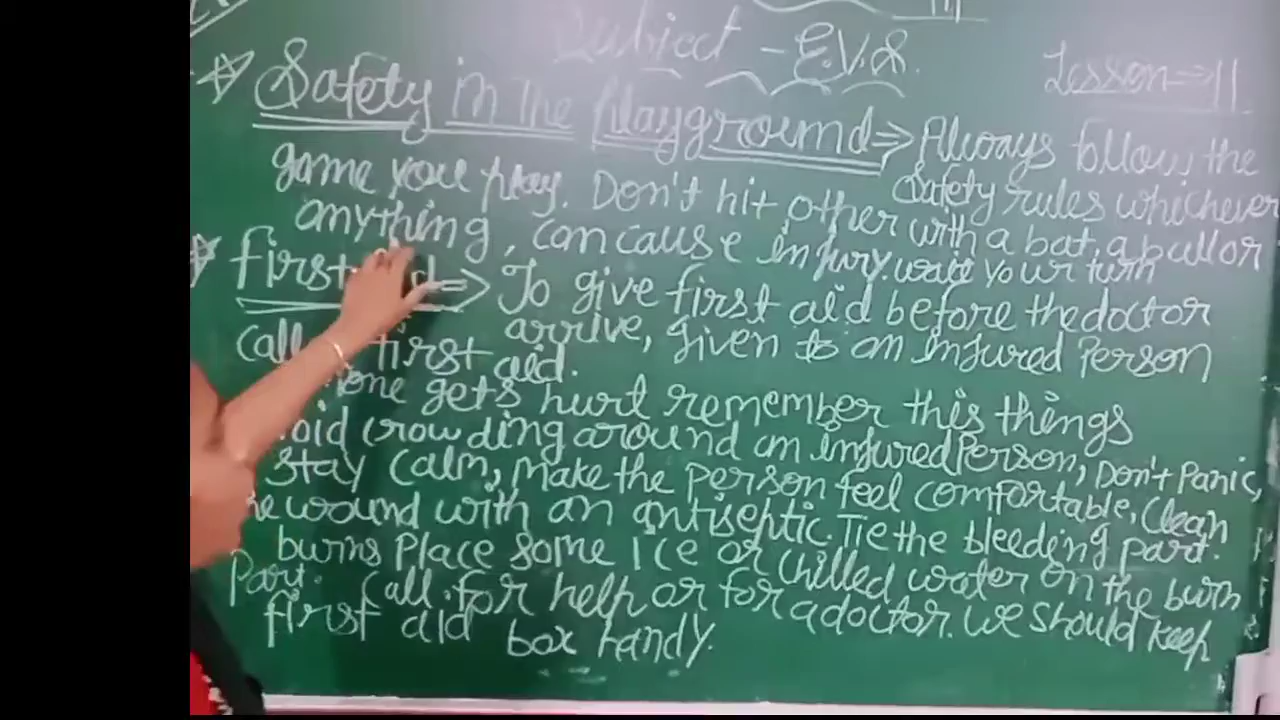 Subject - E.V.S.
Lesson ⇒ 11
Safety in the playground ⇒ Always follow the
safety rules whichever
game you play. Don't hit other with a bat, a ball or
anything, can cause injury. wait your turn
First aid ⇒ To give first aid before the doctor
arrive, given to an injured person
call first aid.
gets hurt remember this things
crowding around an injured person, Don't Panic,
stay calm, make the person feel comfortable, clean
wound with an antiseptic. Tie the bleeding part.
burns place some ice or chilled water on the burn
part. Call for help or for a doctor. we should keep
first aid box handy.